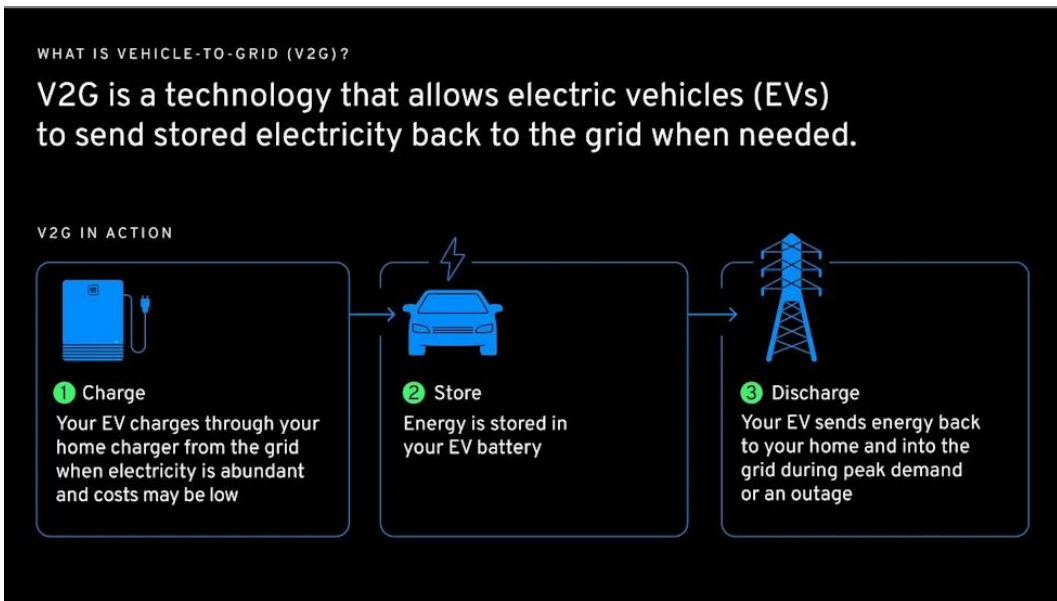 WHAT IS VEHICLE-TO-GRID (V2G)?
V2G is a technology that allows electric vehicles (EVs)
to send stored electricity back to the grid when needed.
V2G IN ACTION
1 Charge
Your EV charges through your
home charger from the grid
when electricity is abundant
and costs may be low
2 Store
Energy is stored in
your EV battery
3 Discharge
Your EV sends energy back
to your home and into the
grid during peak demand
or an outage